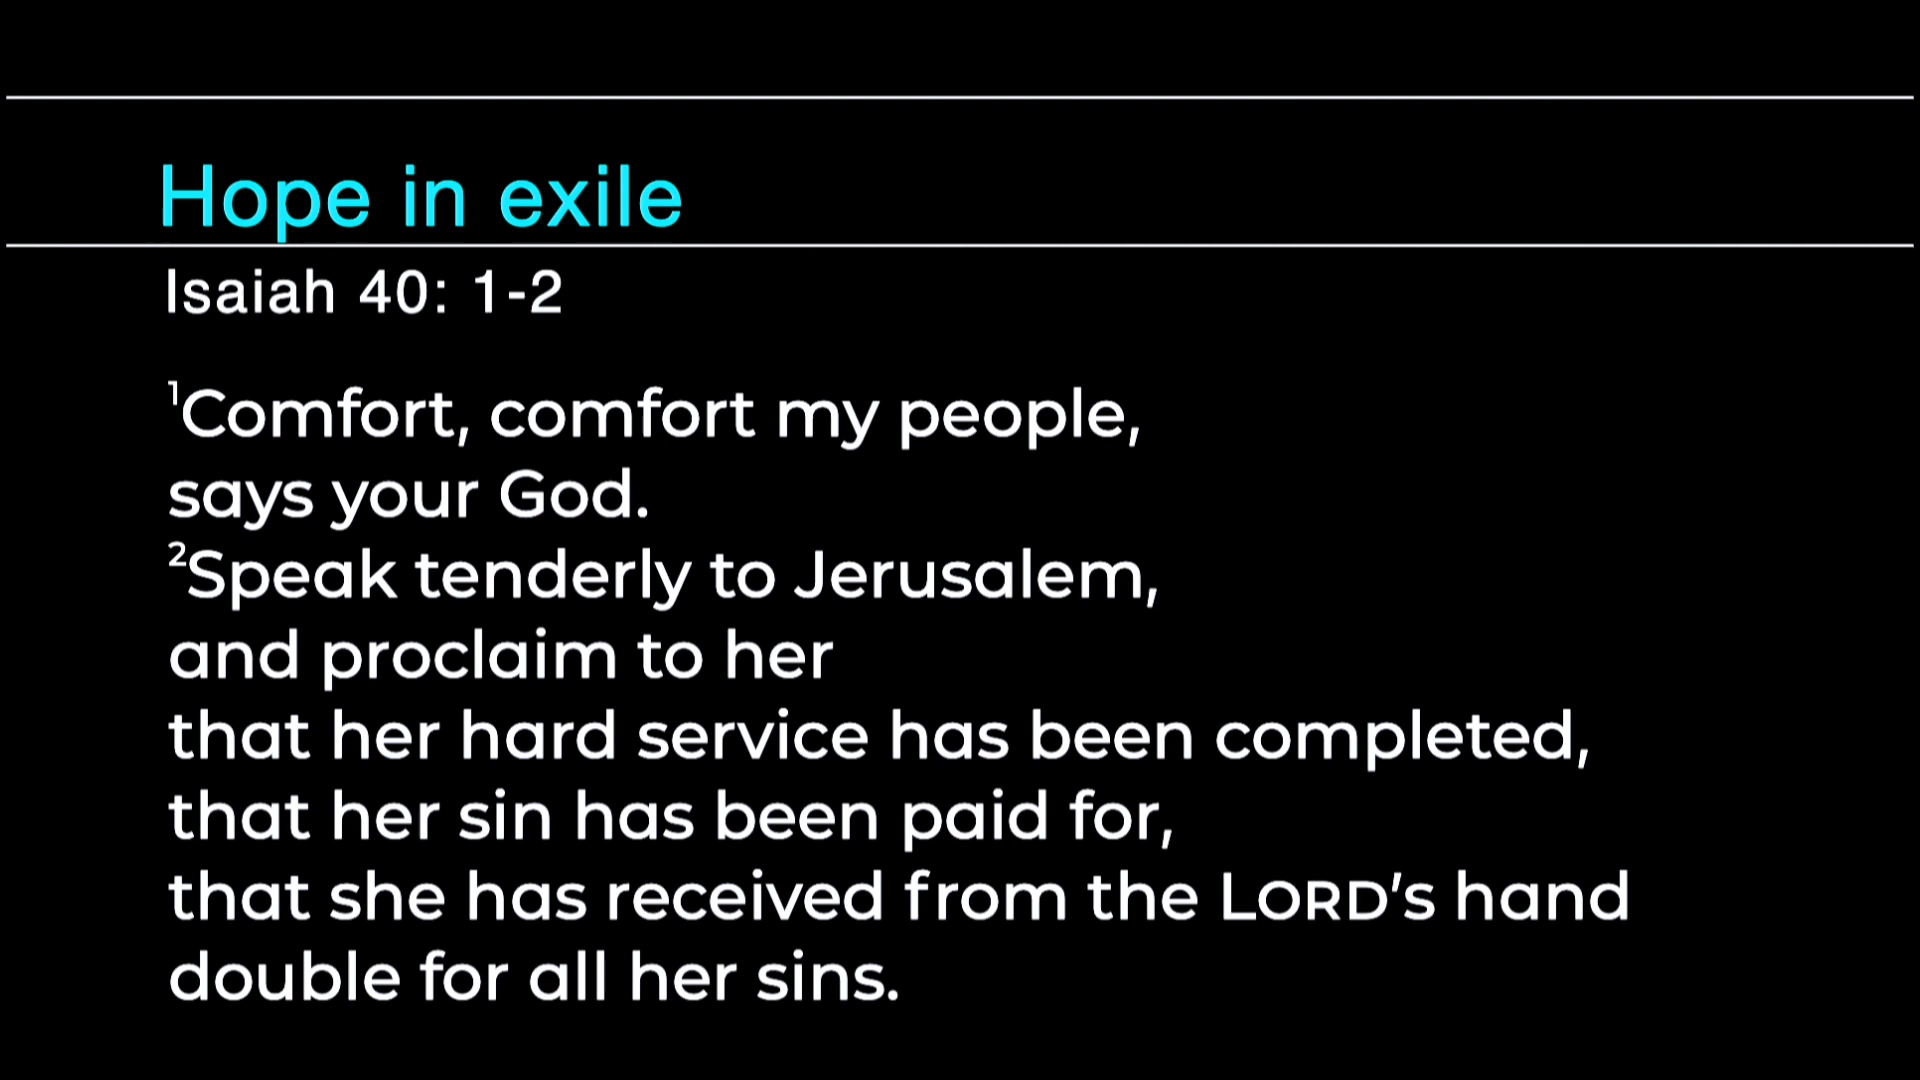 Hope in exile
Isaiah 40: 1-2
¹Comfort, comfort my people,
says your God.
²Speak tenderly to Jerusalem,
and proclaim to her
that her hard service has been completed,
that her sin has been paid for,
that she has received from the LORD's hand
double for all her sins.